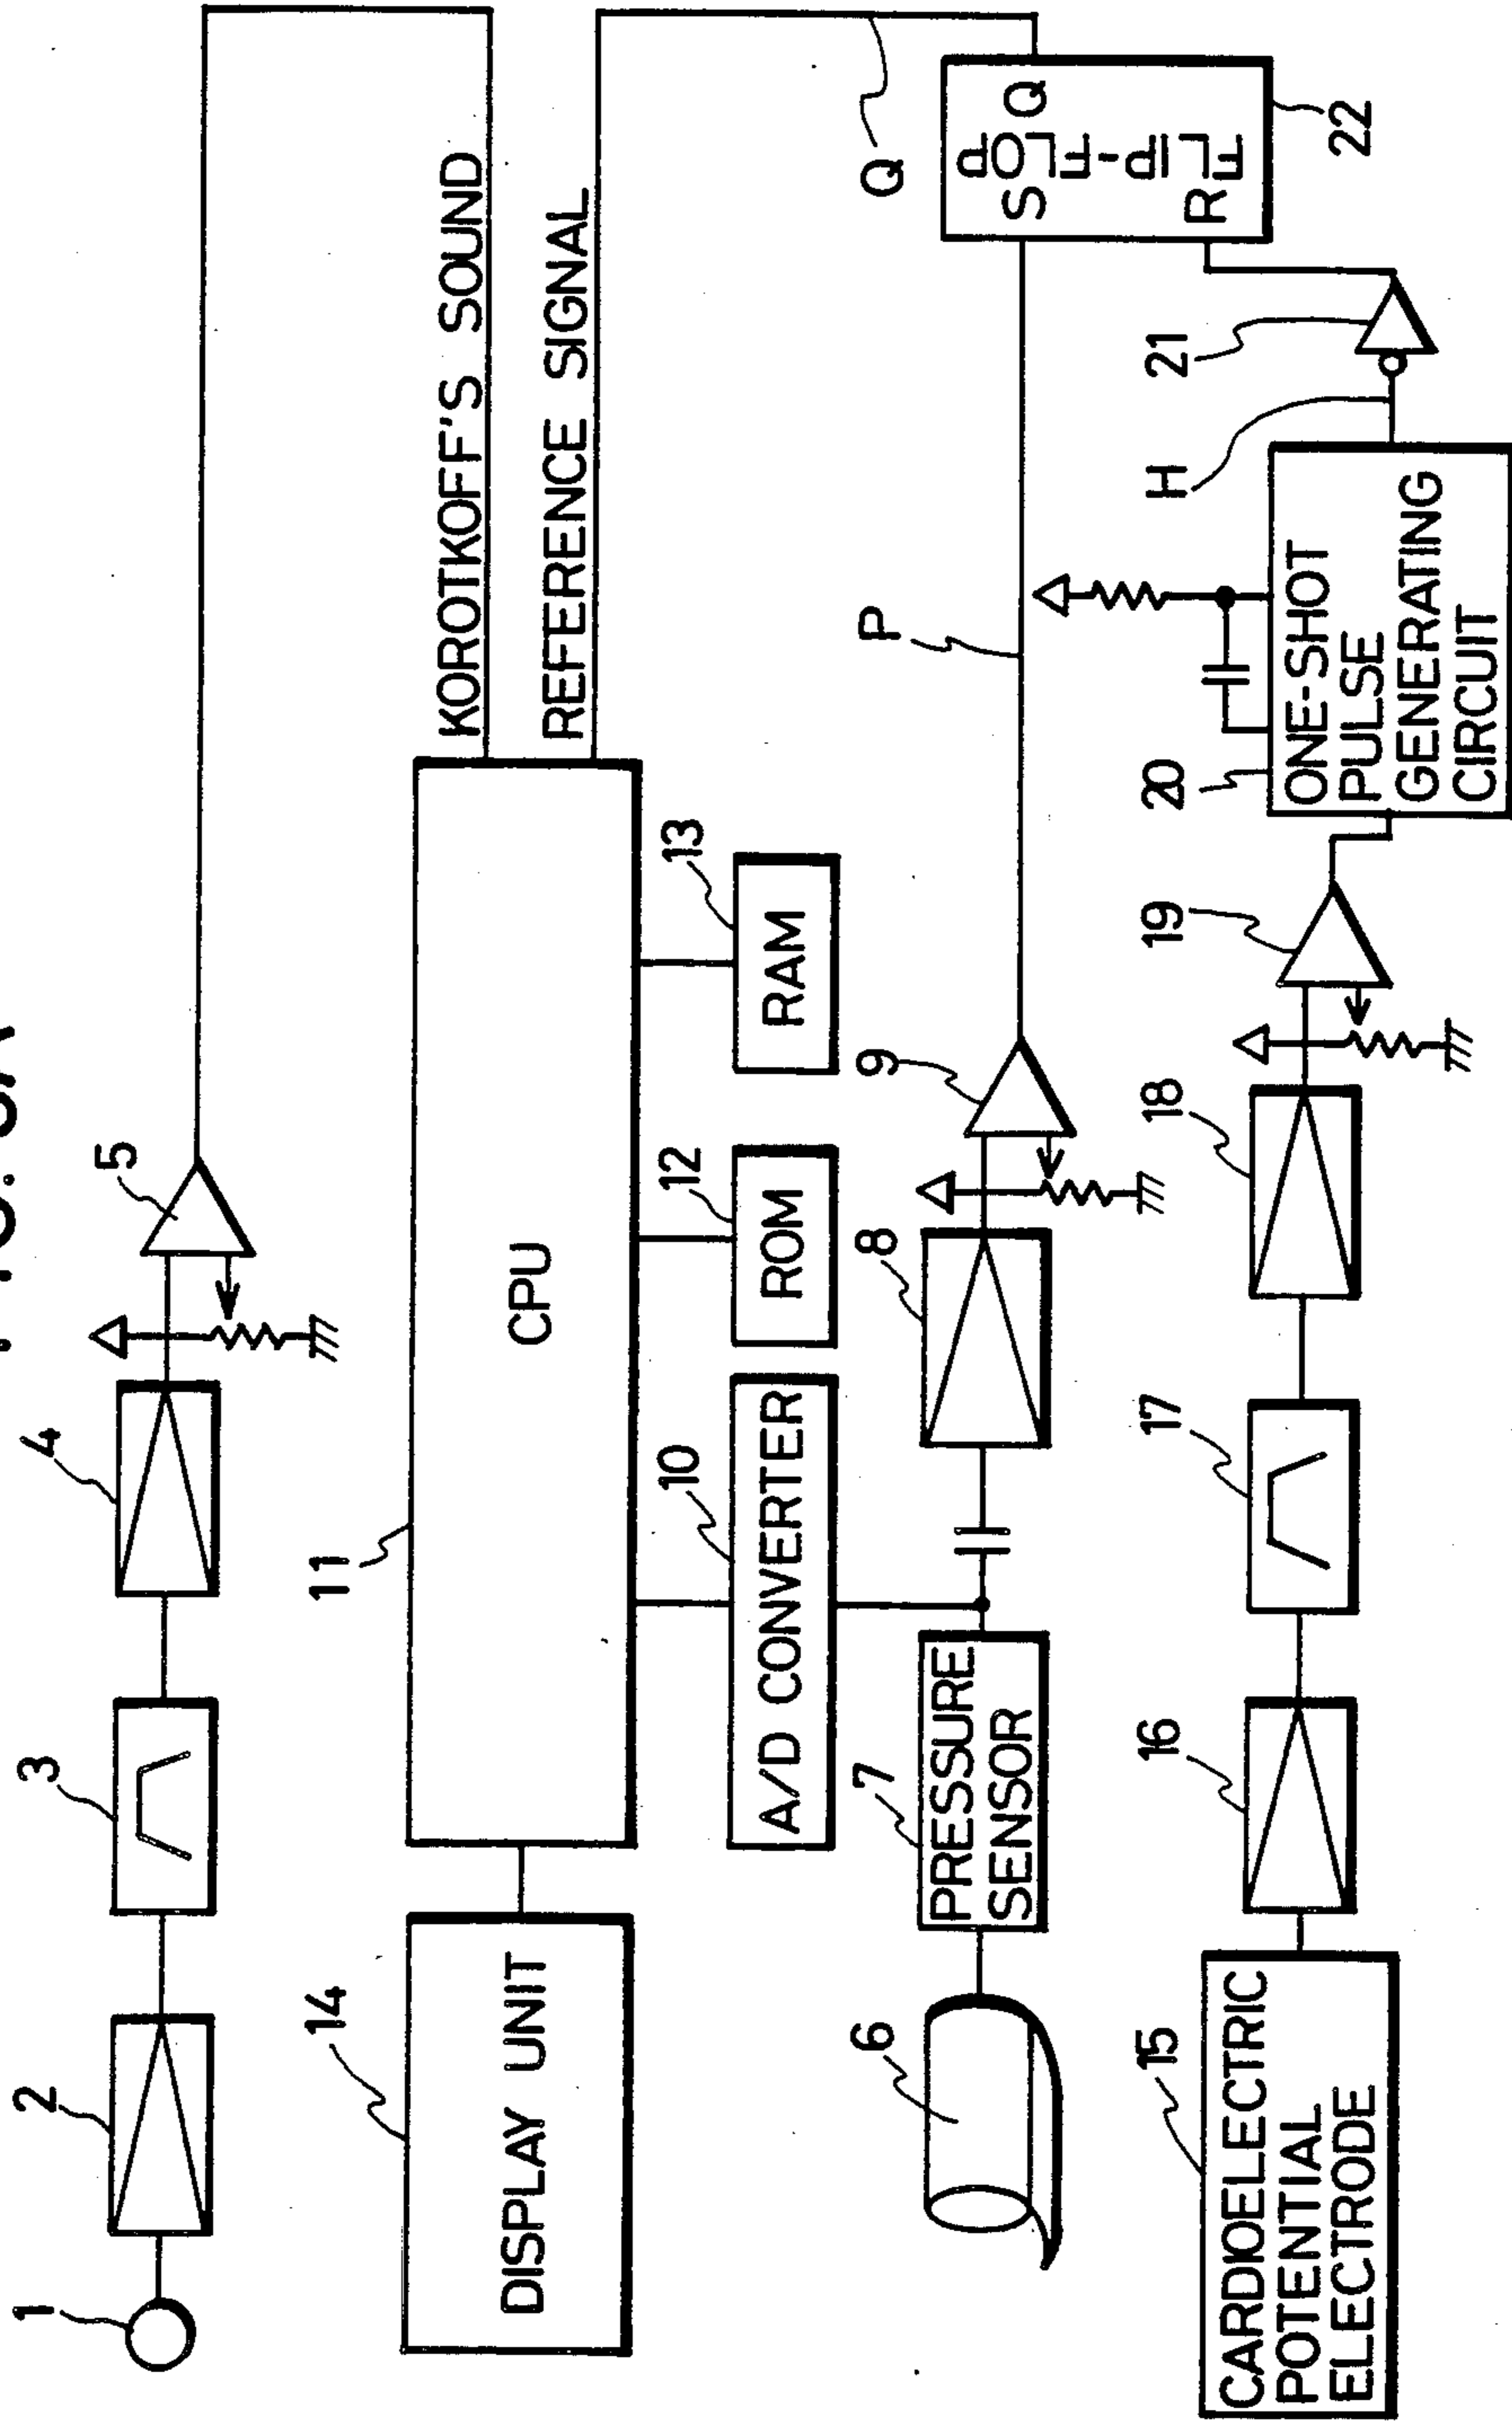 1
2
3
4
5
KOROTKOFF'S SOUND
REFERENCE SIGNAL
14
DISPLAY UNIT
11
CPU
10
A/D CONVERTER
12
ROM
13
RAM
6
7
PRESSURE
SENSOR
8
9
P
Q
S Q
FLIP-FLOP
R
22
15
CARDIOELECTRIC
POTENTIAL
ELECTRODE
16
17
18
19
20
ONE-SHOT
PULSE
GENERATING
CIRCUIT
H
21